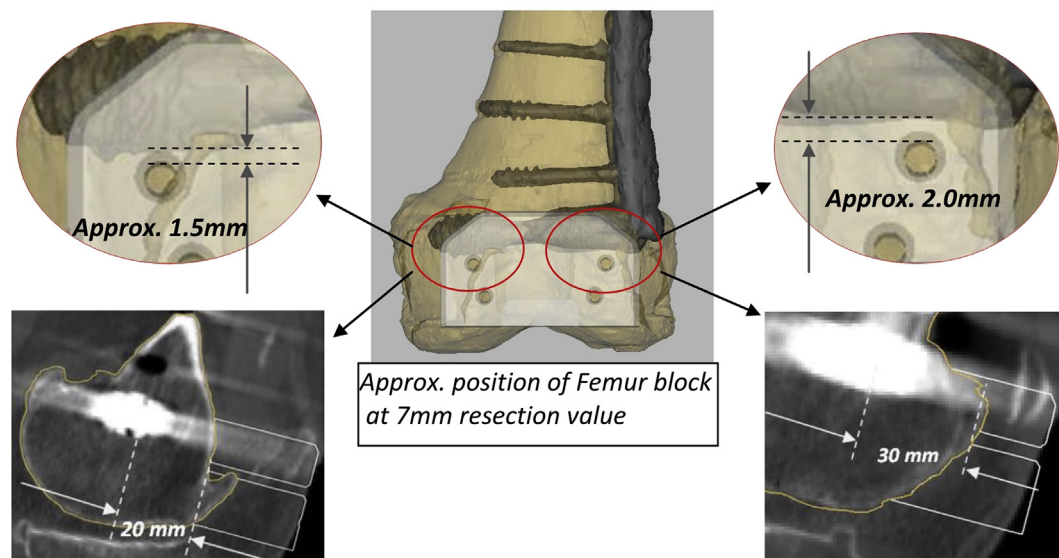 Approx. 1.5mm
Approx. 2.0mm
Approx. position of Femur block
at 7mm resection value
20 mm
30 mm